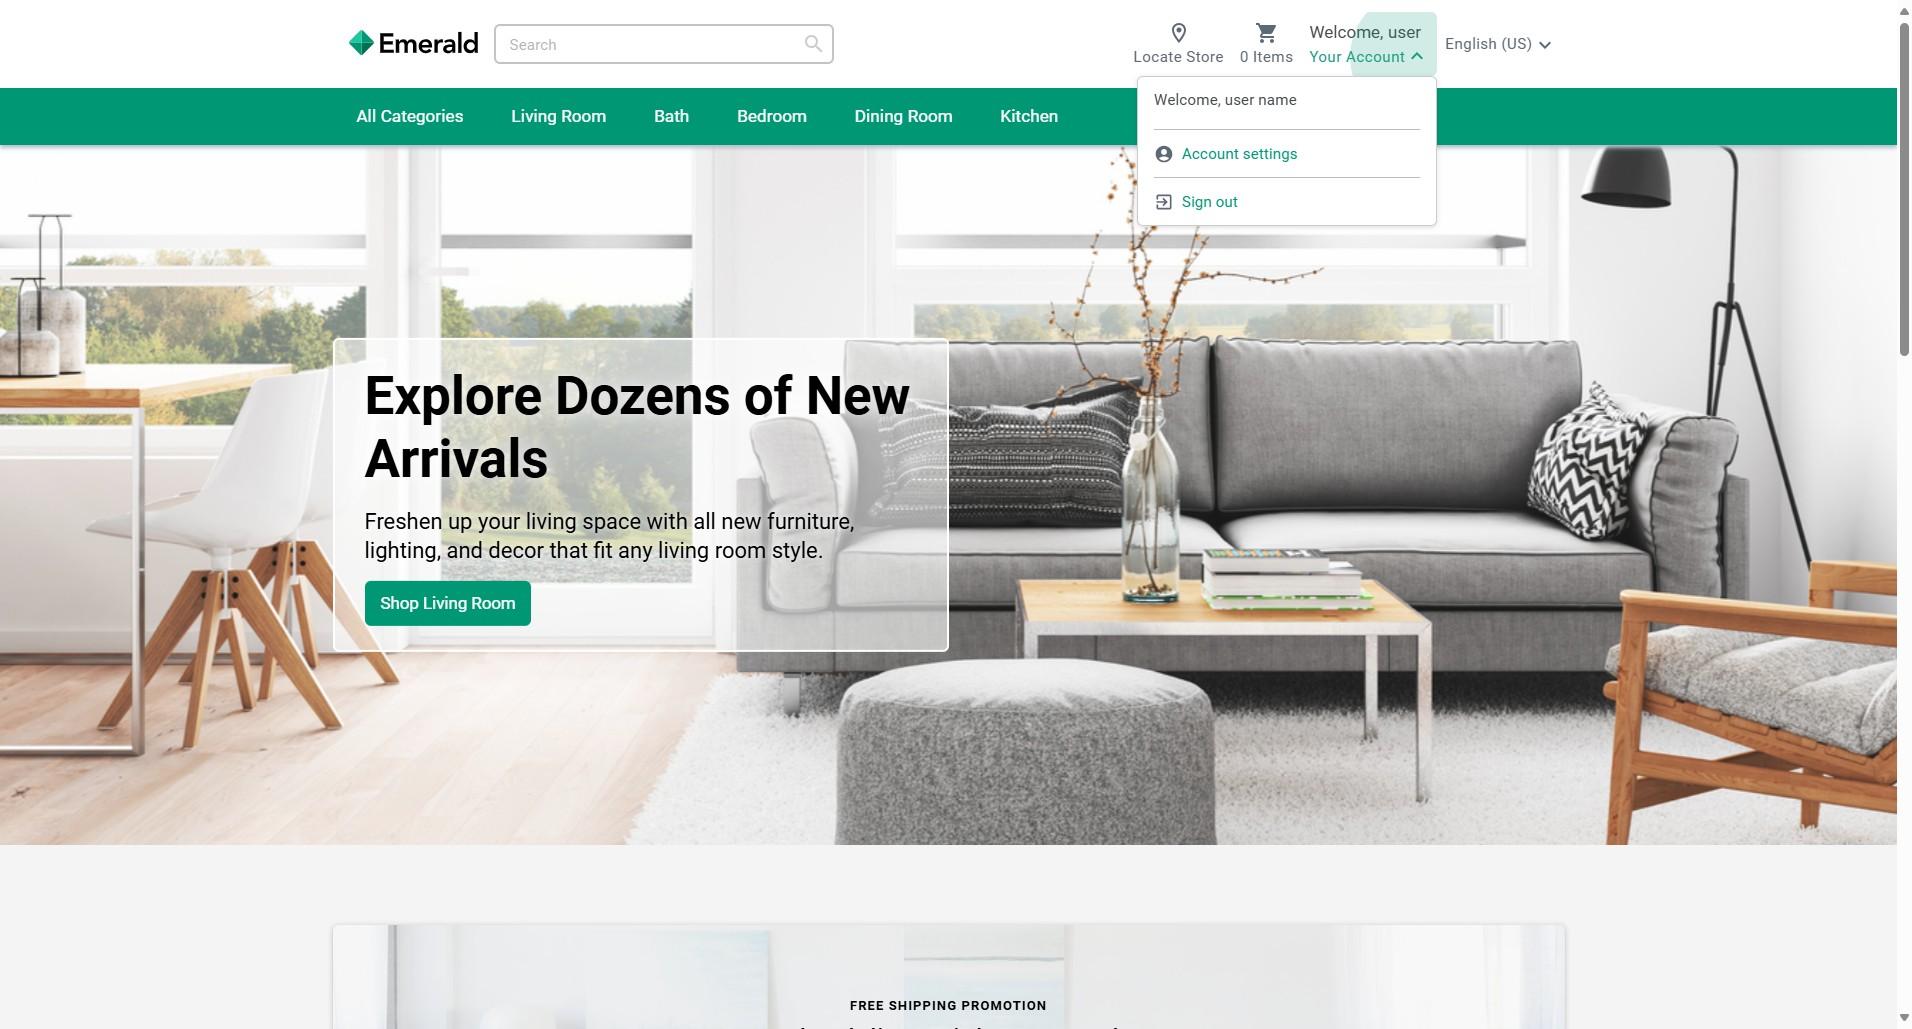 Emerald
Search
Locate Store
0 Items
Welcome, user
Your Account
English (US)
All Categories
Living Room
Bath
Bedroom
Dining Room
Kitchen
Welcome, user name
Account settings
Sign out
Explore Dozens of New
Arrivals
Freshen up your living space with all new furniture,
lighting, and decor that fit any living room style.
Shop Living Room
FREE SHIPPING PROMOTION